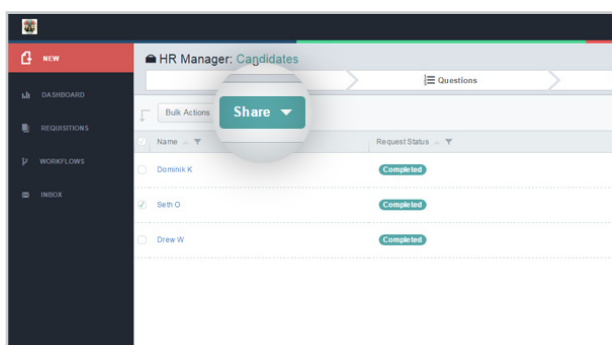 NEW
HR Manager: Candidates
Questions
DASHBOARD
Bulk Actions
Share
REQUISITIONS
Name
Request Status
WORKFLOWS
Dominik K
Completed
INBOX
Seth O
Completed
Drew W
Completed